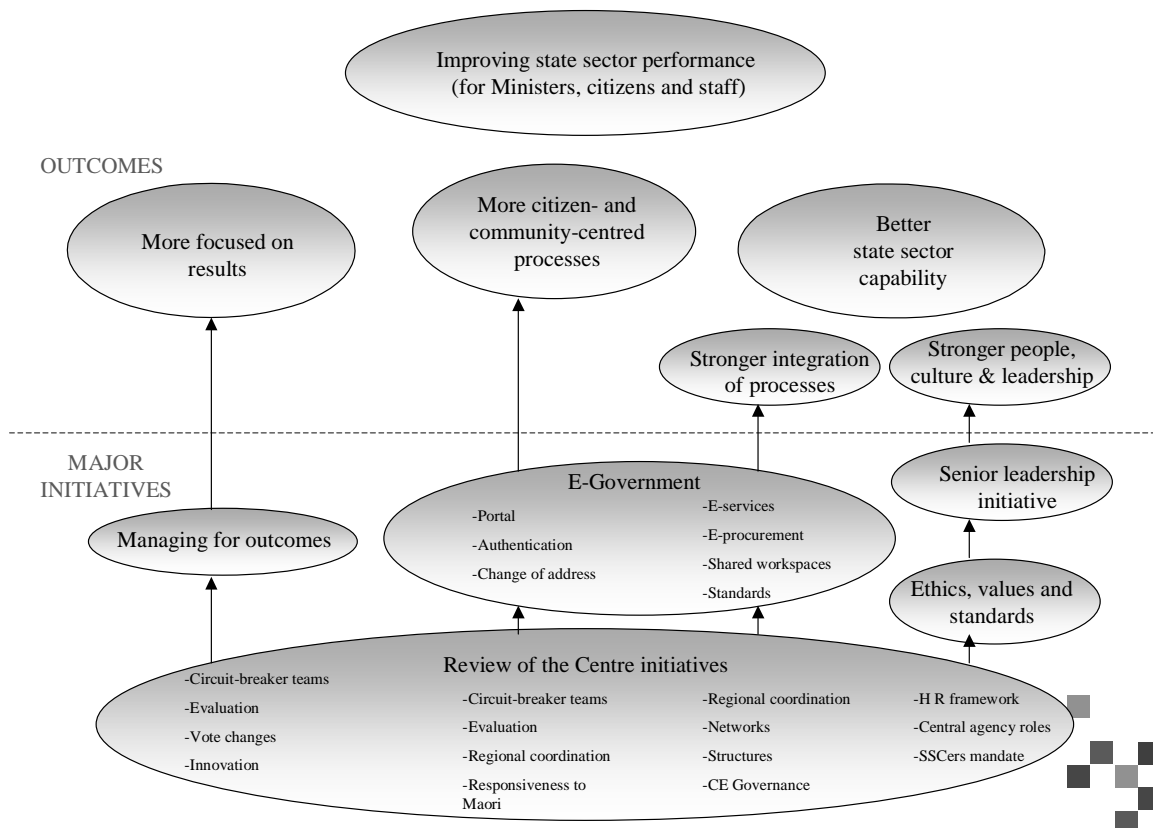 Improving state sector performance
(for Ministers, citizens and staff)
OUTCOMES
More focused on
results
More citizen- and
community-centred
processes
Better
state sector
capability
Stronger integration
of processes
Stronger people,
culture & leadership
MAJOR
INITIATIVES
Managing for outcomes
E-Government
-Portal
-Authentication
-Change of address
-E-services
-E-procurement
-Shared workspaces
-Standards
Senior leadership
initiative
Ethics, values and
standards
Review of the Centre initiatives
-Circuit-breaker teams
-Evaluation
-Vote changes
-Innovation
-Circuit-breaker teams
-Evaluation
-Regional coordination
-Responsiveness to
Maori
-Regional coordination
-Networks
-Structures
-CE Governance
-H R framework
-Central agency roles
-SSCers mandate